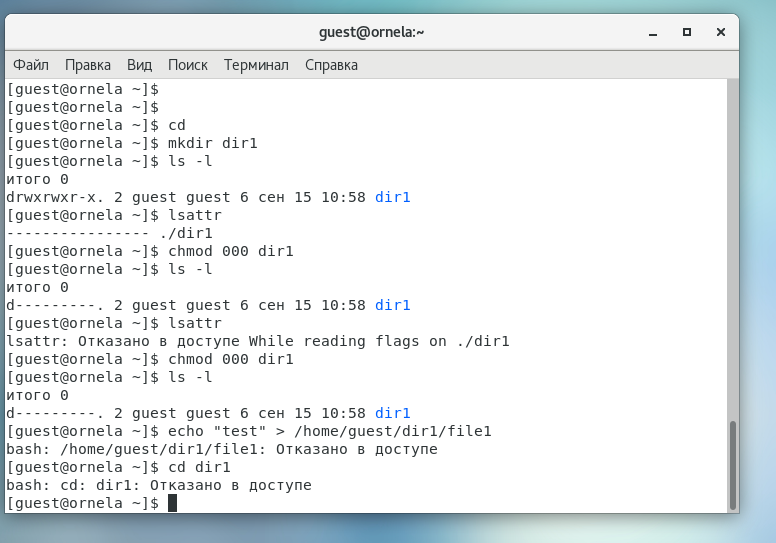 guest@ornela:~
Файл Правка Вид Поиск Терминал Справка
[guest@ornela ~]$
[guest@ornela ~]$
[guest@ornela ~]$ cd
[guest@ornela ~]$ mkdir dir1
[guest@ornela ~]$ ls -l
итого 0
drwxrwxr-x. 2 guest guest 6 сен 15 10:58 dir1
[guest@ornela ~]$ lsattr
---------------- ./dir1
[guest@ornela ~]$ chmod 000 dir1
[guest@ornela ~]$ ls -l
итого 0
d---------. 2 guest guest 6 сен 15 10:58 dir1
[guest@ornela ~]$ lsattr
lsattr: Отказано в доступе While reading flags on ./dir1
[guest@ornela ~]$ chmod 000 dir1
[guest@ornela ~]$ ls -l
итого 0
d---------. 2 guest guest 6 сен 15 10:58 dir1
[guest@ornela ~]$ echo "test" > /home/guest/dir1/file1
bash: /home/guest/dir1/file1: Отказано в доступе
[guest@ornela ~]$ cd dir1
bash: cd: dir1: Отказано в доступе
[guest@ornela ~]$